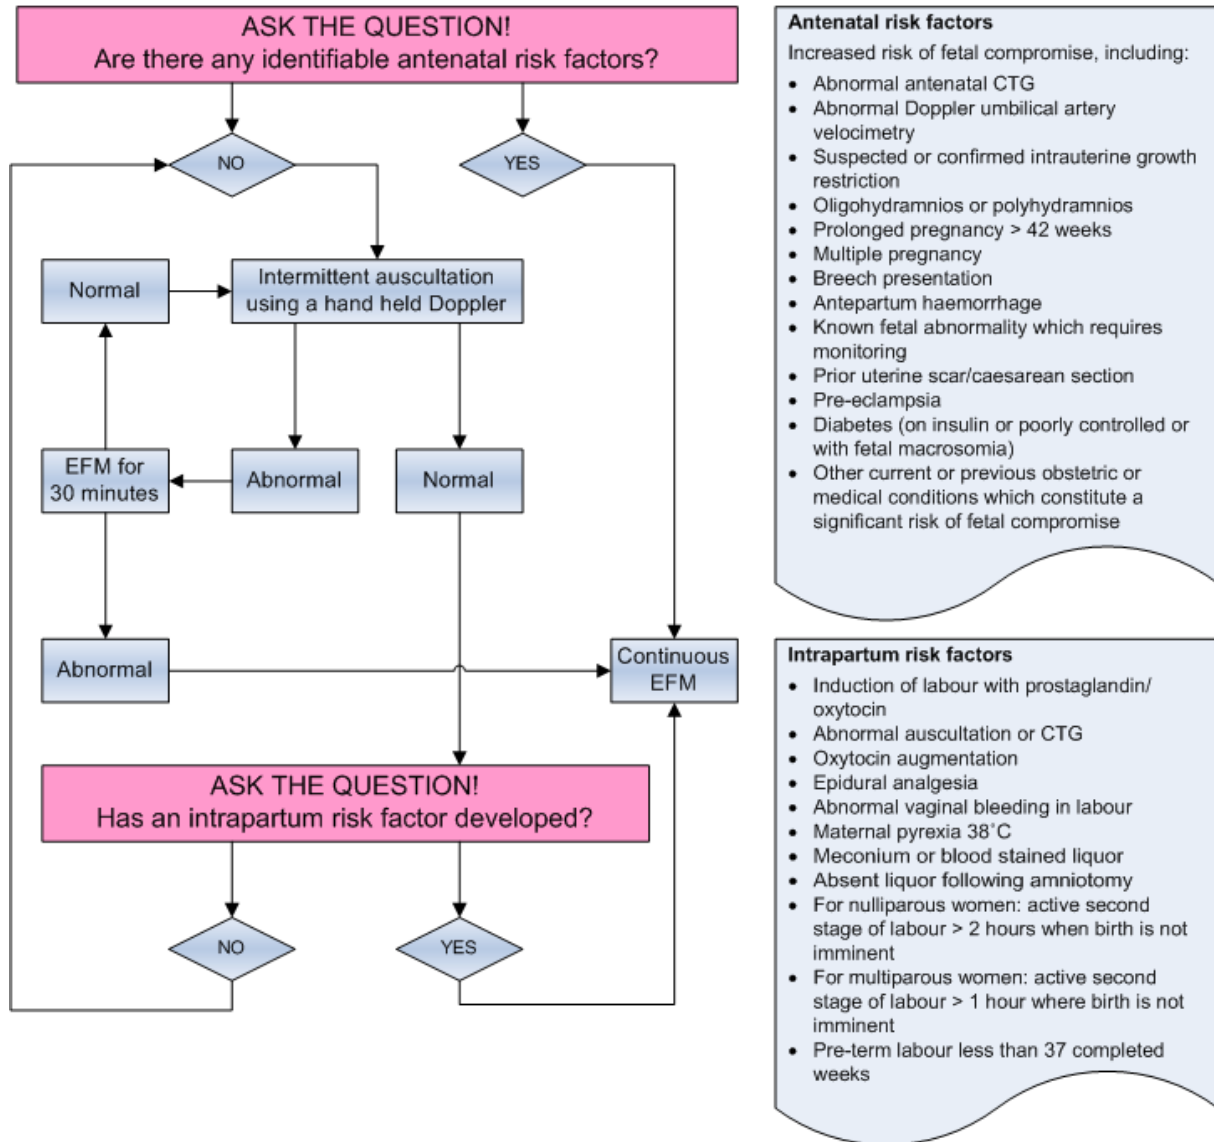 ASK THE QUESTION!
Are there any identifiable antenatal risk factors?
NO
YES
Normal
Intermittent auscultation
using a hand held Doppler
EFM for
30 minutes
Abnormal
Normal
Abnormal
Continuous
EFM
ASK THE QUESTION!
Has an intrapartum risk factor developed?
NO
YES
Antenatal risk factors
Increased risk of fetal compromise, including:
• Abnormal antenatal CTG
• Abnormal Doppler umbilical artery
velocimetry
• Suspected or confirmed intrauterine growth
restriction
• Oligohydramnios or polyhydramnios
• Prolonged pregnancy > 42 weeks
• Multiple pregnancy
• Breech presentation
• Antepartum haemorrhage
• Known fetal abnormality which requires
monitoring
• Prior uterine scar/caesarean section
• Pre-eclampsia
• Diabetes (on insulin or poorly controlled or
with fetal macrosomia)
• Other current or previous obstetric or
medical conditions which constitute a
significant risk of fetal compromise
Intrapartum risk factors
• Induction of labour with prostaglandin/
oxytocin
• Abnormal auscultation or CTG
• Oxytocin augmentation
• Epidural analgesia
• Abnormal vaginal bleeding in labour
• Maternal pyrexia 38˚C
• Meconium or blood stained liquor
• Absent liquor following amniotomy
• For nulliparous women: active second
stage of labour > 2 hours when birth is not
imminent
• For multiparous women: active second
stage of labour > 1 hour where birth is not
imminent
• Pre-term labour less than 37 completed
weeks